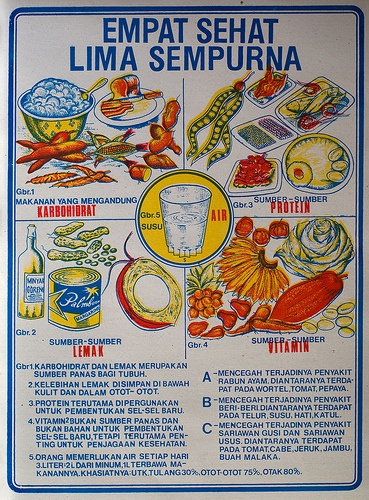 EMPAT SEHAT
LIMA SEMPURNA
Gbr.1
MAKANAN YANG MENGANDUNG
KARBOHIDRAT
Gbr.3
SUMBER-SUMBER
PROTEIN
Gbr.5
SUSU
AIR
MINYAK
GORENG
Palmboom
Gbr. 2
SUMBER-SUMBER
LEMAK
Gbr.4
SUMBER-SUMBER
VITAMIN
Gbr1.KARBOHIDRAT DAN LEMAK MERUPAKAN
SUMBER PANAS BAGI TUBUH.
2.KELEBIHAN LEMAK DISIMPAN DI BAWAH
KULIT DAN DALAM OTOT- OTOT.
3.PROTEIN TERUTAMA DIPERGUNAKAN
UNTUK PEMBENTUKAN SEL-SEL BARU.
4.VITAMIN2 BUKAN SUMBER PANAS DAN
BUKAN BAHAN UNTUK PEMBENTUKAN
SEL-SEL BARU,TETAPI TERUTAMA PEN-
TING UNTUK PENJAGAAN KESEHATAN.
5.ORANG MEMERLUKAN AIR SETIAP HARI
3 LITER:2L DARI MINUM,1L TERBAWA MA-
KANANNYA,KHASIATNYA:UTK,TULANG 30%.OTOT-OTOT 75%,OTAK 80%.
A - MENCEGAH TERJADINYA PENYAKIT
RABUN AYAM. DIANTARANYA TERDA-
PAT PADA WORTEL,TOMAT,PEPAYA.
B - MENCEGAH TERJADINYA PENYAKIT
BERI-BERI.DIANTARANYA TERDAPAT
PADA TELUR, SUSU, HATI, KATUL.
C - MENCEGAH TERJADINYA PENYAKIT
SARIAWAN GUSI DAN SARIAWAN
USUS. DIANTARANYA TERDAPAT
PADA TOMAT,CABE,JERUK,JAMBU,
BUAH MALAKA.